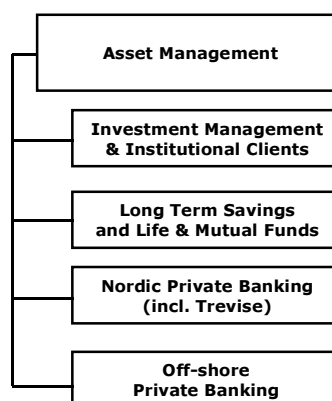 Asset Management
Investment Management
& Institutional Clients
Long Term Savings
and Life & Mutual Funds
Nordic Private Banking
(incl. Trevise)
Off-shore
Private Banking